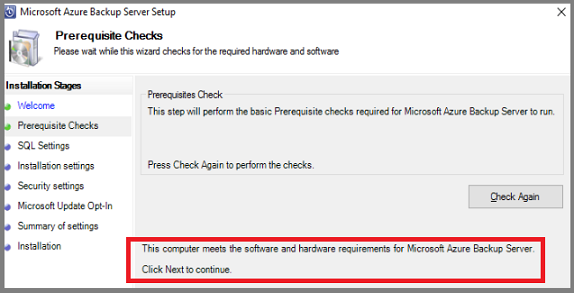 Microsoft Azure Backup Server Setup
Prerequisite Checks
Please wait while this wizard checks for the required hardware and software
Installation Stages
Welcome
Prerequisite Checks
SQL Settings
Installation settings
Security settings
Microsoft Update Opt-In
Summary of settings
Installation
Prerequisites Check
This step will perform the basic Prerequisite checks required for Microsoft Azure Backup Server to run.
Press Check Again to perform the checks.
Check Again
This computer meets the software and hardware requirements for Microsoft Azure Backup Server.
Click Next to continue.